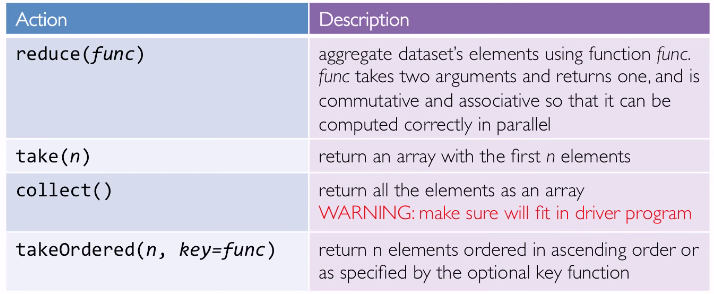 Action Description
reduce(func) aggregate dataset's elements using function func.
func takes two arguments and returns one, and is
commutative and associative so that it can be
computed correctly in parallel
take(n) return an array with the first n elements
collect() return all the elements as an array
WARNING: make sure will fit in driver program
takeOrdered(n, key=func) return n elements ordered in ascending order or
as specified by the optional key function